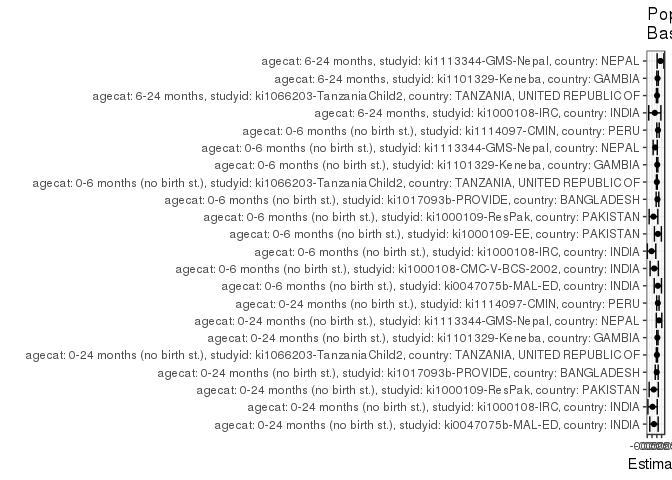 Pop
Bas
agecat: 6-24 months, studyid: ki1113344-GMS-Nepal, country: NEPAL
agecat: 6-24 months, studyid: ki1101329-Keneba, country: GAMBIA
agecat: 6-24 months, studyid: ki1066203-TanzaniaChild2, country: TANZANIA, UNITED REPUBLIC OF
agecat: 6-24 months, studyid: ki1000108-IRC, country: INDIA
agecat: 0-6 months (no birth st.), studyid: ki1114097-CMIN, country: PERU
agecat: 0-6 months (no birth st.), studyid: ki1113344-GMS-Nepal, country: NEPAL
agecat: 0-6 months (no birth st.), studyid: ki1101329-Keneba, country: GAMBIA
agecat: 0-6 months (no birth st.), studyid: ki1066203-TanzaniaChild2, country: TANZANIA, UNITED REPUBLIC OF
agecat: 0-6 months (no birth st.), studyid: ki1017093b-PROVIDE, country: BANGLADESH
agecat: 0-6 months (no birth st.), studyid: ki1000109-ResPak, country: PAKISTAN
agecat: 0-6 months (no birth st.), studyid: ki1000109-EE, country: PAKISTAN
agecat: 0-6 months (no birth st.), studyid: ki1000108-IRC, country: INDIA
agecat: 0-6 months (no birth st.), studyid: ki1000108-CMC-V-BCS-2002, country: INDIA
agecat: 0-6 months (no birth st.), studyid: ki0047075b-MAL-ED, country: INDIA
agecat: 0-24 months (no birth st.), studyid: ki1114097-CMIN, country: PERU
agecat: 0-24 months (no birth st.), studyid: ki1113344-GMS-Nepal, country: NEPAL
agecat: 0-24 months (no birth st.), studyid: ki1101329-Keneba, country: GAMBIA
agecat: 0-24 months (no birth st.), studyid: ki1066203-TanzaniaChild2, country: TANZANIA, UNITED REPUBLIC OF
agecat: 0-24 months (no birth st.), studyid: ki1017093b-PROVIDE, country: BANGLADESH
agecat: 0-24 months (no birth st.), studyid: ki1000109-ResPak, country: PAKISTAN
agecat: 0-24 months (no birth st.), studyid: ki1000108-IRC, country: INDIA
agecat: 0-24 months (no birth st.), studyid: ki0047075b-MAL-ED, country: INDIA
Estima